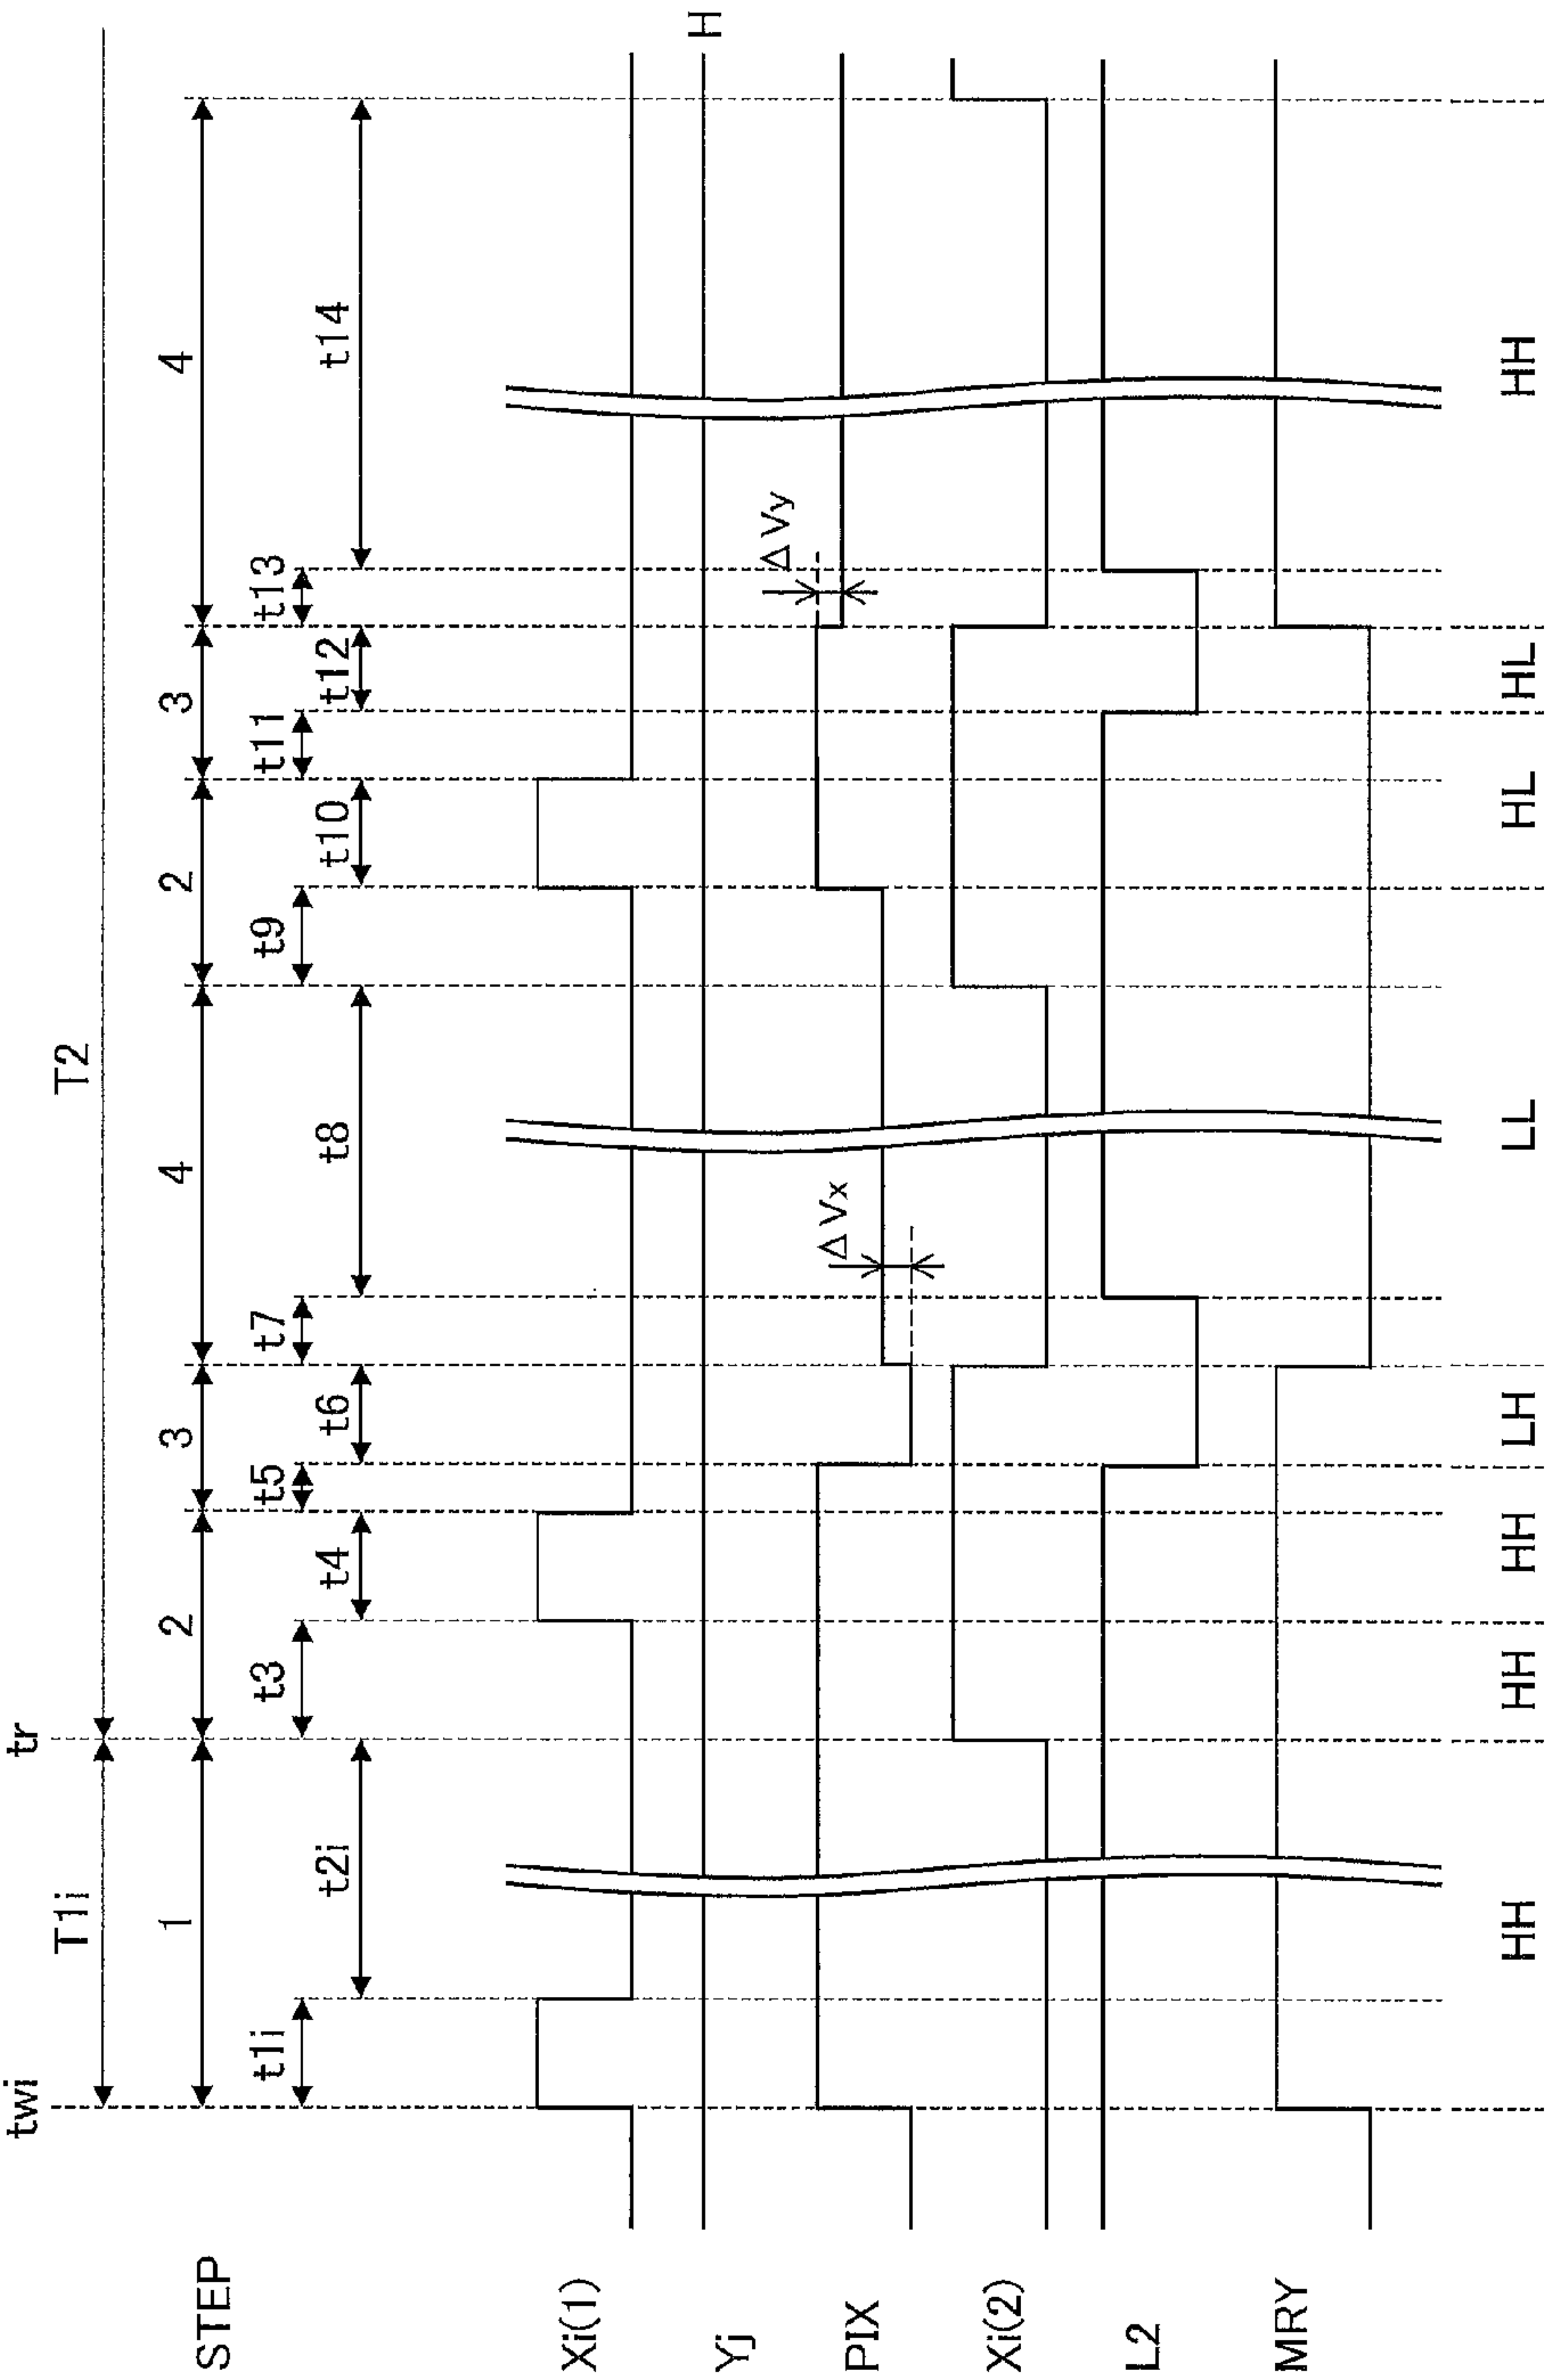 twi tr
T1i T2
STEP 1 2 3 4 2 3 4
t1i t3 t5 t7 t9 t11 t13
t2i t4 t6 t8 t10 t12 t14
Xi(1)
Yj H
ΔVy
PIX ΔVx
Xi(2)
L2
MRY
HH HH HH LH LL HL HL HH